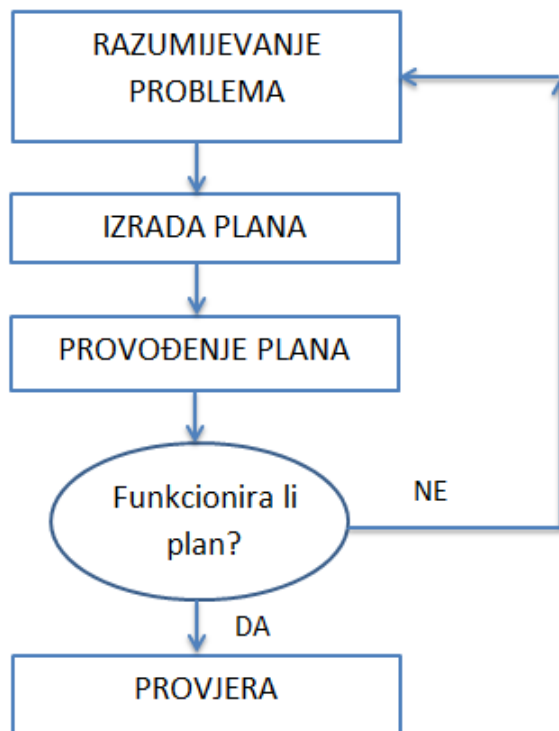 RAZUMIJEVANJE
PROBLEMA
IZRADA PLANA
PROVOĐENJE PLANA
Funkcionira li
plan?
NE
DA
PROVJERA